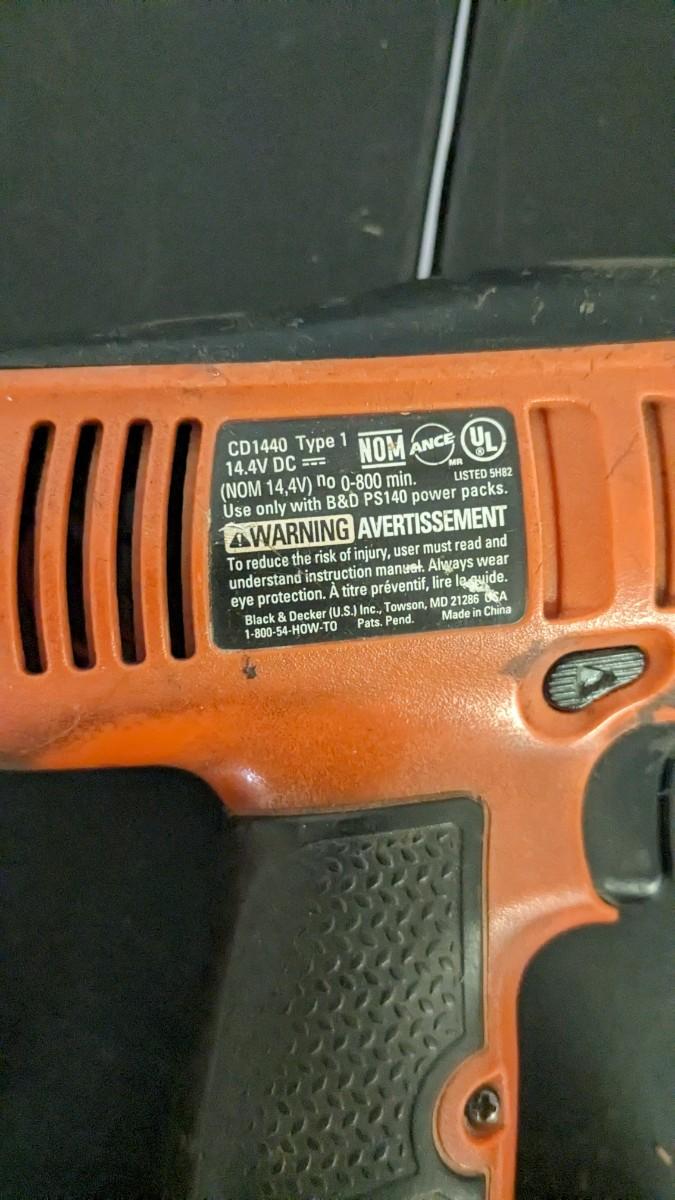 CD1440 Type 1
14.4V DC ⎓
(NOM 14,4V) no 0-800 min.
NOM ANCE MR UL ®
LISTED 5H82
Use only with B&D PS140 power packs.
⚠WARNING AVERTISSEMENT
To reduce the risk of injury, user must read and
understand instruction manual. Always wear
eye protection. À titre préventif, lire le guide.
Black & Decker (U.S.) Inc., Towson, MD 21286 USA
1-800-54-HOW-TO Pats. Pend. Made in China